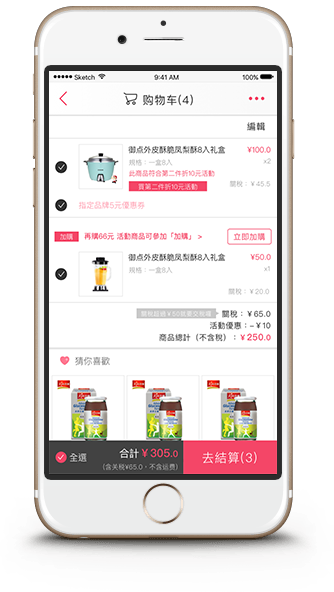 Sketch 9:41 AM 100%
购物车(4)
編輯
御点外皮酥脆凤梨酥8入礼盒 ¥100.0
规格：一盒8入 x2
此商品符合第二件折10元活動
買第二件折10元活動
關稅：¥45.5
指定品牌5元優惠券
加購 再購66元 活動商品可參加「加購」 > 立即加購
御点外皮酥脆凤梨酥8入礼盒 ¥50.0
规格：一盒8入 x1
關稅：¥20.0
關稅：¥65.0
活動優惠：－¥10
商品總計（不含稅）：¥250.0
猜你喜歡
全選 合計 ¥305.0 去結算(3)
(含关税¥65.0，不含运费)